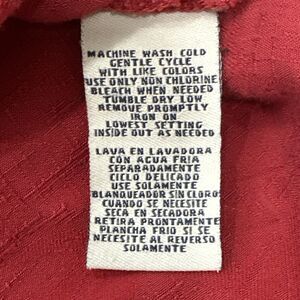 MACHINE WASH COLD
GENTLE CYCLE
WITH LIKE COLORS
USE ONLY NON CHLORINE
BLEACH WHEN NEEDED
TUMBLE DRY LOW
REMOVE PROMPTLY
IRON ON
LOWEST SETTING
INSIDE OUT AS NEEDED
LAVA EN LAVADORA
CON AGUA FRIA
SEPARADAMENTE
CICLO DELICADO
USE SOLAMENTE
BLANQUEADOR SIN CLORO
CUANDO SE NECESITE
SECA EN SECADORA
RETIRA PRONTAMENTE
PLANCHA FRIO SI SE
NECESITE AL REVERSO
SOLAMENTE